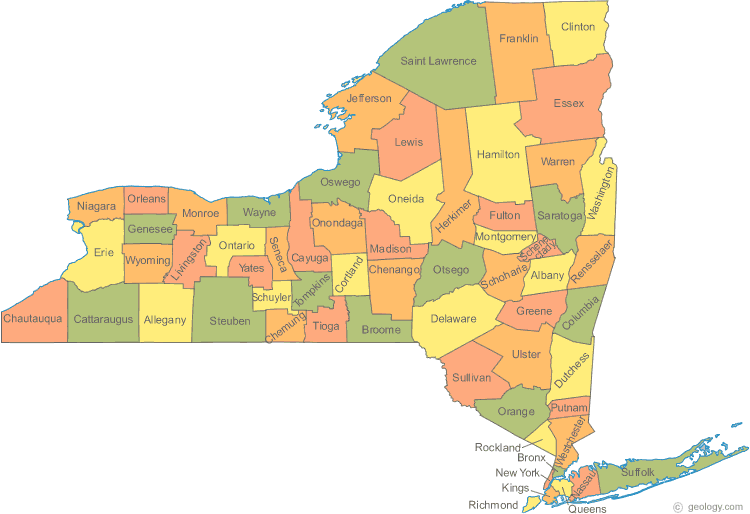 Clinton
Franklin
Saint Lawrence
Jefferson
Essex
Lewis
Hamilton
Warren
Washington
Oswego
Oneida
Herkimer
Niagara
Orleans
Monroe
Wayne
Genesee
Onondaga
Fulton
Saratoga
Montgomery
Erie
Wyoming
Livingston
Ontario
Seneca
Cayuga
Madison
Schenec-
tady
Rensselaer
Yates
Cortland
Chenango
Otsego
Schoharie
Albany
Schuyler
Tompkins
Chautauqua
Cattaraugus
Allegany
Steuben
Chemung
Tioga
Broome
Delaware
Greene
Columbia
Ulster
Dutchess
Sullivan
Orange
Putnam
Rockland
Westchester
Bronx
New York
Kings
Richmond
Queens
Nassau
Suffolk
© geology.com